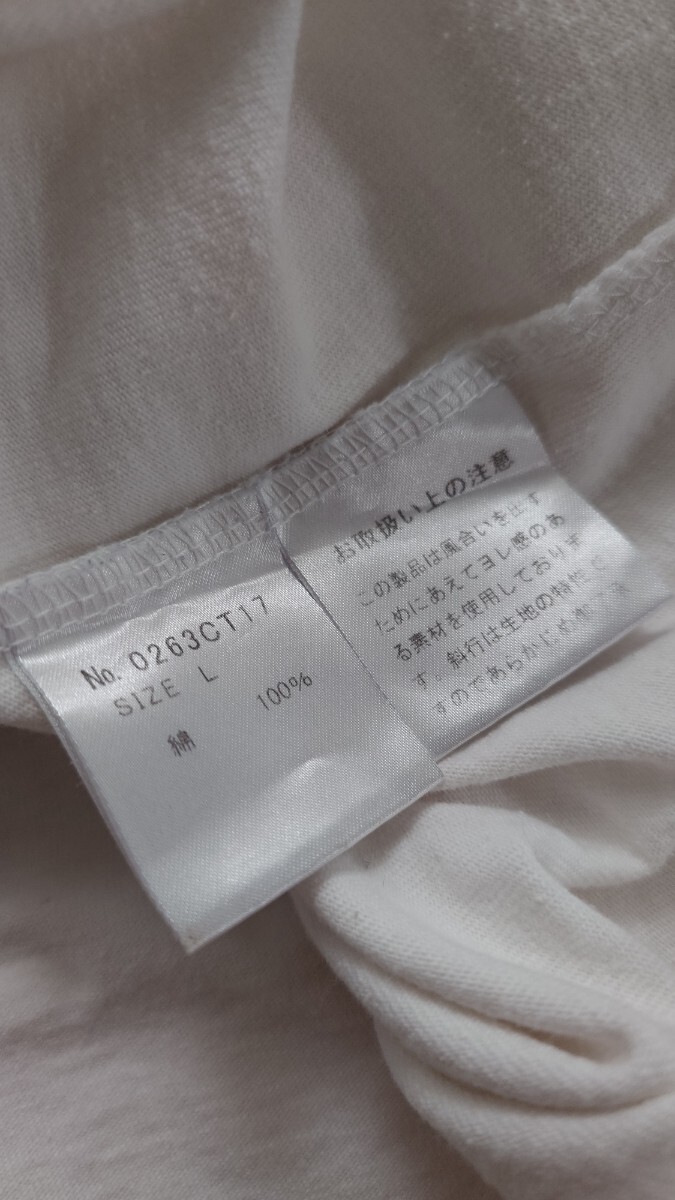 No. 0263CT17
SIZE L
綿 100%
お取扱い上の注意
この製品は風合いを出す
ためにあえてヨレ感のあ
る素材を使用しておりま
す。斜行は生地の特性で
すのであらかじめ